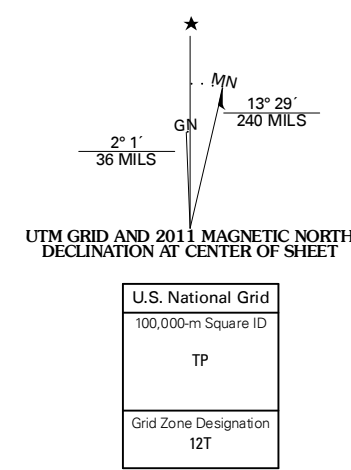 ★
MN
13° 29´
240 MILS
GN
2° 1´
36 MILS
UTM GRID AND 2011 MAGNETIC NORTH
DECLINATION AT CENTER OF SHEET
U.S. National Grid
100,000-m Square ID
TP
Grid Zone Designation
12T